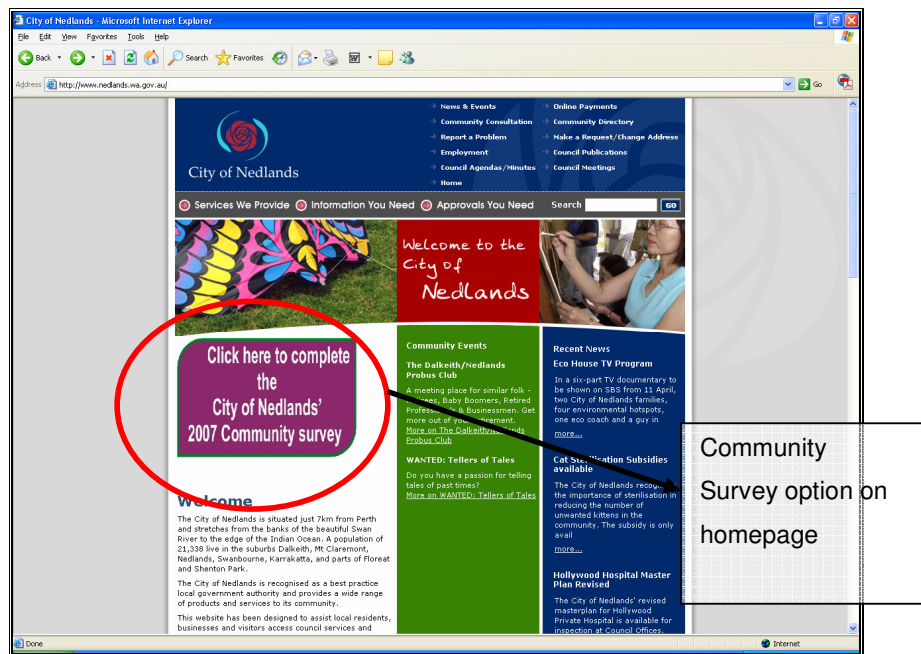 City of Nedlands - Microsoft Internet Explorer
File Edit View Favorites Tools Help
Back Search Favorites
Address http://www.nedlands.wa.gov.au/ Go
City of Nedlands
News & Events
Community Consultation
Report a Problem
Employment
Council Agendas/Minutes
Home
Online Payments
Community Directory
Make a Request/Change Address
Council Publications
Council Meetings
Services We Provide Information You Need Approvals You Need Search GO
Welcome to the
City of
Nedlands
Click here to complete
the
City of Nedlands'
2007 Community survey
Welcome
The City of Nedlands is situated just 7km from Perth
and stretches from the banks of the beautiful Swan
River to the edge of the Indian Ocean. A population of
21,338 live in the suburbs Dalkeith, Mt Claremont,
Nedlands, Swanbourne, Karrakatta, and parts of Floreat
and Shenton Park.
The City of Nedlands is recognised as a best practice
local government authority and provides a wide range
of products and services to its community.
This website has been designed to assist local residents,
businesses and visitors access council services and
Community Events
The Dalkeith/Nedlands
Probus Club
A meeting place for similar folk -
Baby Boomers, Retired
Professionals & Businessmen. Get
more out of your retirement.
More on The Dalkeith/Nedlands
Probus Club
WANTED: Tellers of Tales
Do you have a passion for telling
tales of past times?
More on WANTED: Tellers of Tales
Recent News
Eco House TV Program
In a six-part TV documentary to
be shown on SBS from 11 April,
two City of Nedlands families,
four environmental hotspots,
one eco coach and a guy in
more...
Cat Sterilisation Subsidies
available
The City of Nedlands
the importance of sterilisation in
reducing the number of
unwanted kittens in the
community. The subsidy is only
avail
more...
Hollywood Hospital Master
Plan Revised
The City of Nedlands' revised
masterplan for Hollywood
Private Hospital is available for
inspection at Council Offices.
Community
Survey option on
homepage
Done Internet